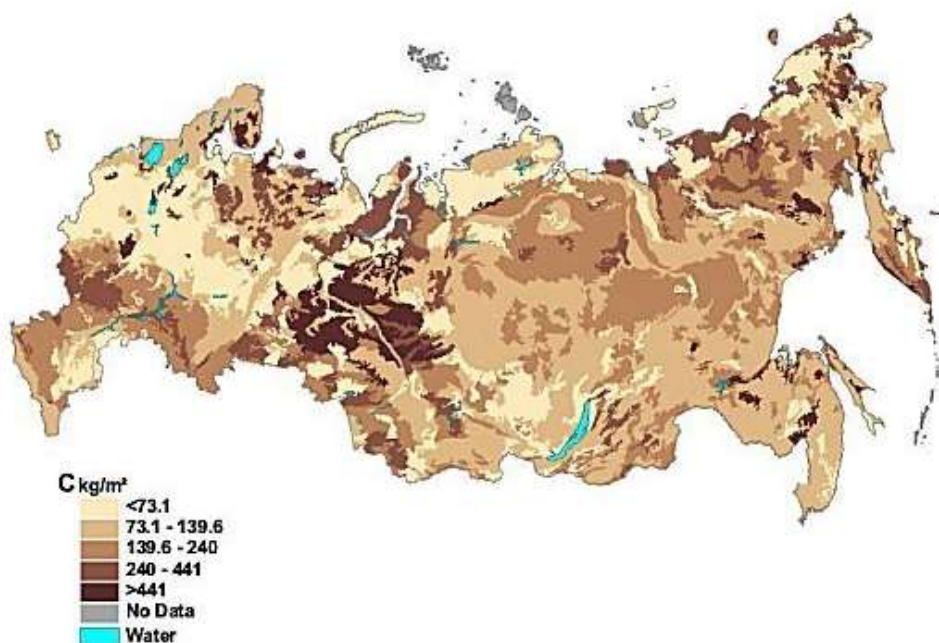 C kg/m²
<73.1
73.1 - 139.6
139.6 - 240
240 - 441
>441
No Data
Water